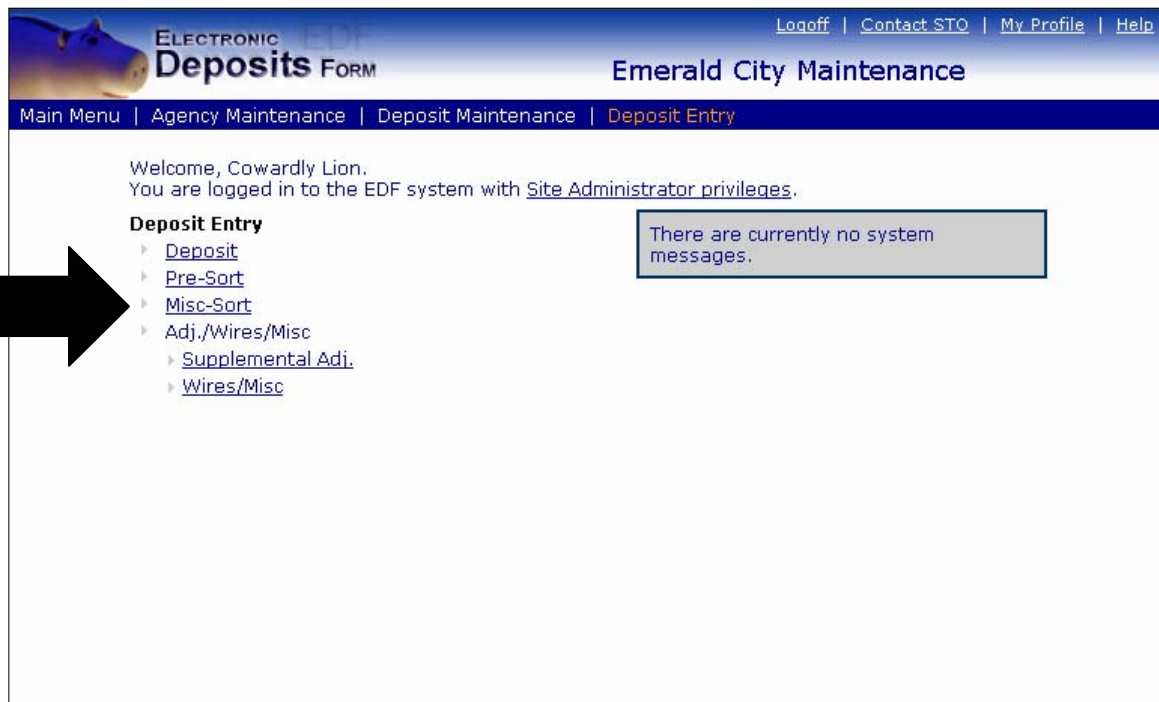 Logoff | Contact STO | My Profile | Help
ELECTRONIC EDF
Deposits FORM
Emerald City Maintenance
Main Menu | Agency Maintenance | Deposit Maintenance | Deposit Entry
Welcome, Cowardly Lion.
You are logged in to the EDF system with Site Administrator privileges.
Deposit Entry
Deposit
Pre-Sort
Misc-Sort
Adj./Wires/Misc
Supplemental Adj.
Wires/Misc
There are currently no system
messages.